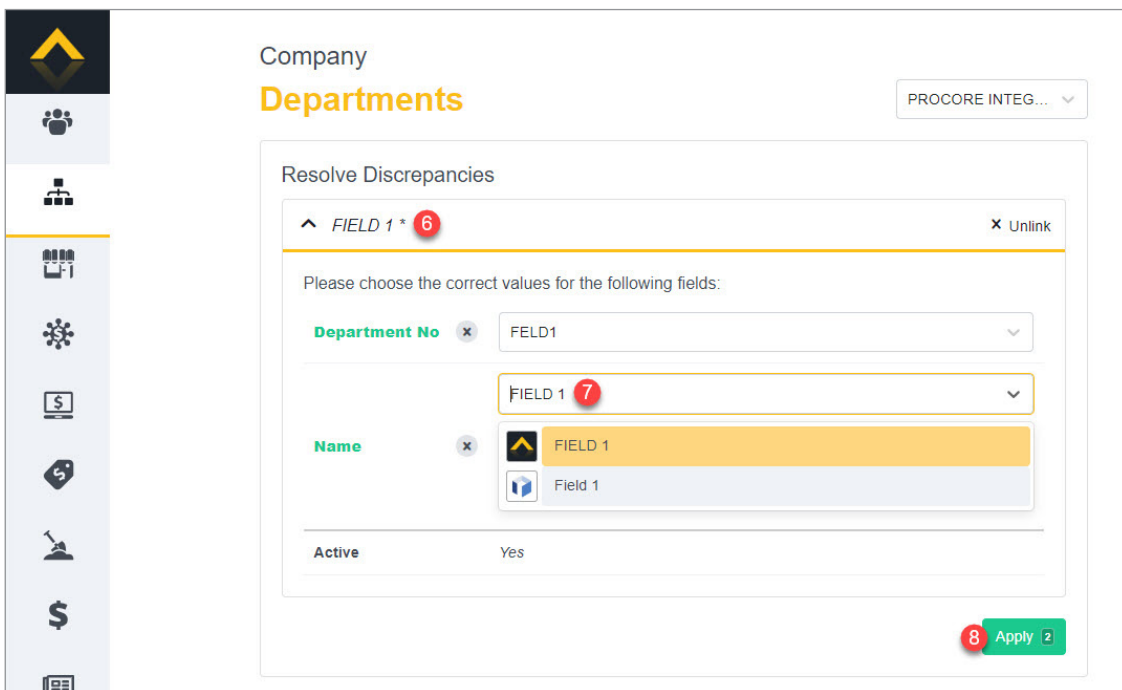 Company
Departments
PROCORE INTEG...
Resolve Discrepancies
FIELD 1 * 6
× Unlink
Please choose the correct values for the following fields:
Department No × FELD1
FIELD 1 7
Name ×
FIELD 1
Field 1
Active Yes
8 Apply 2